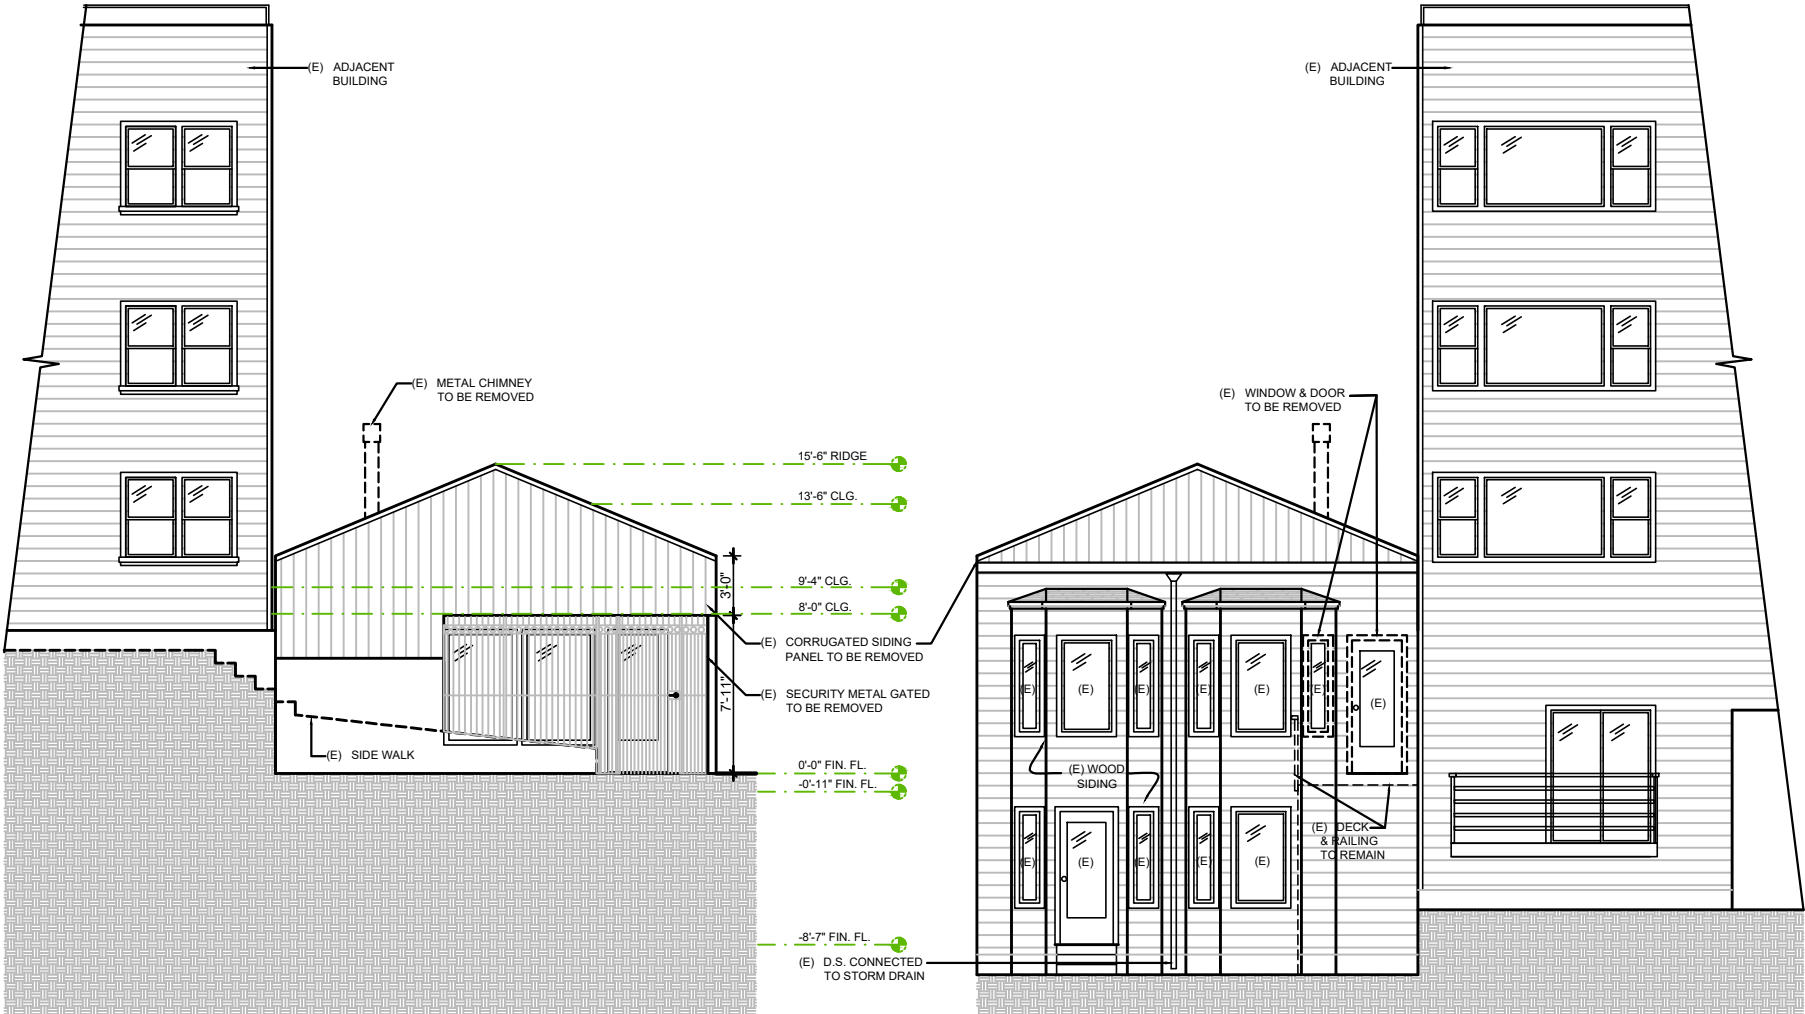 (E) ADJACENT
BUILDING
(E) ADJACENT
BUILDING
(E) METAL CHIMNEY
TO BE REMOVED
(E) WINDOW & DOOR
TO BE REMOVED
15'-6" RIDGE
13'-6" CLG.
9'-4" CLG.
8'-0" CLG.
3'-0"
7'-11"
(E) CORRUGATED SIDING
PANEL TO BE REMOVED
(E) SECURITY METAL GATED
TO BE REMOVED
(E) SIDE WALK
0'-0" FIN. FL.
-0'-11" FIN. FL.
-8'-7" FIN. FL.
(E) D.S. CONNECTED
TO STORM DRAIN
(E)
(E)
(E)
(E)
(E)
(E)
(E)
(E) WOOD
SIDING
(E) DECK
& RAILING
TO REMAIN
(E)
(E)
(E)
(E)
(E)